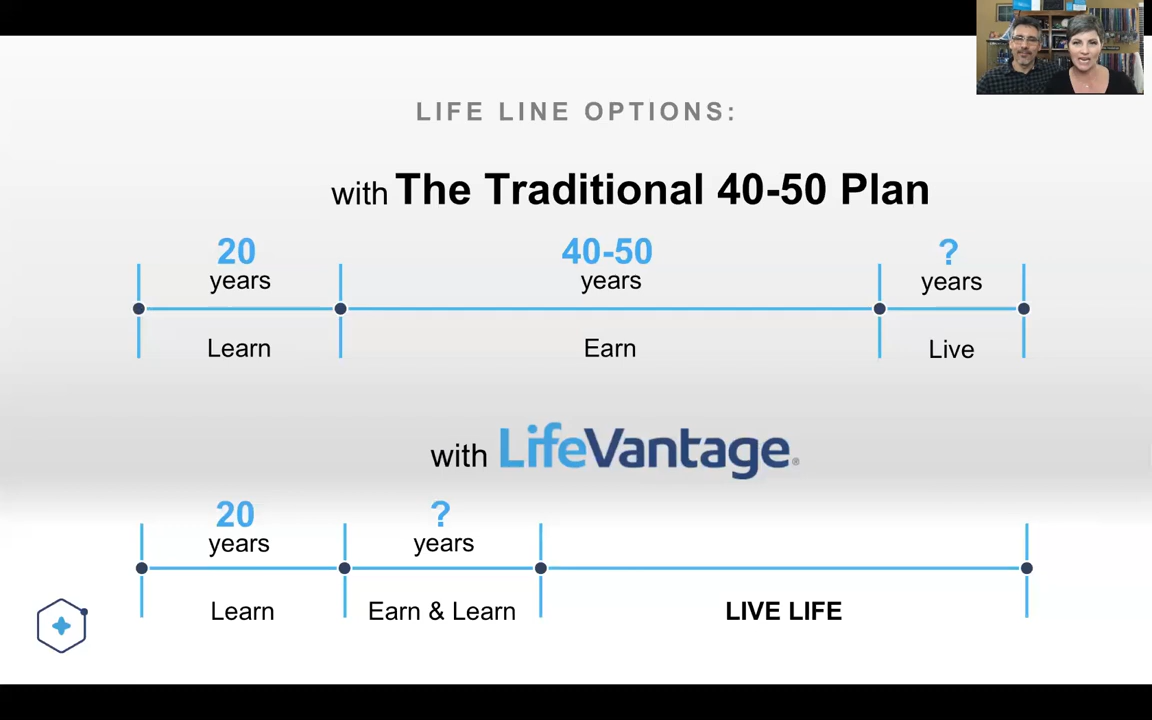 LIFE LINE OPTIONS:
with The Traditional 40-50 Plan
20 40-50 ?
years years years
Learn Earn Live
with LifeVantage®
20 ?
years years
Learn Earn & Learn LIVE LIFE